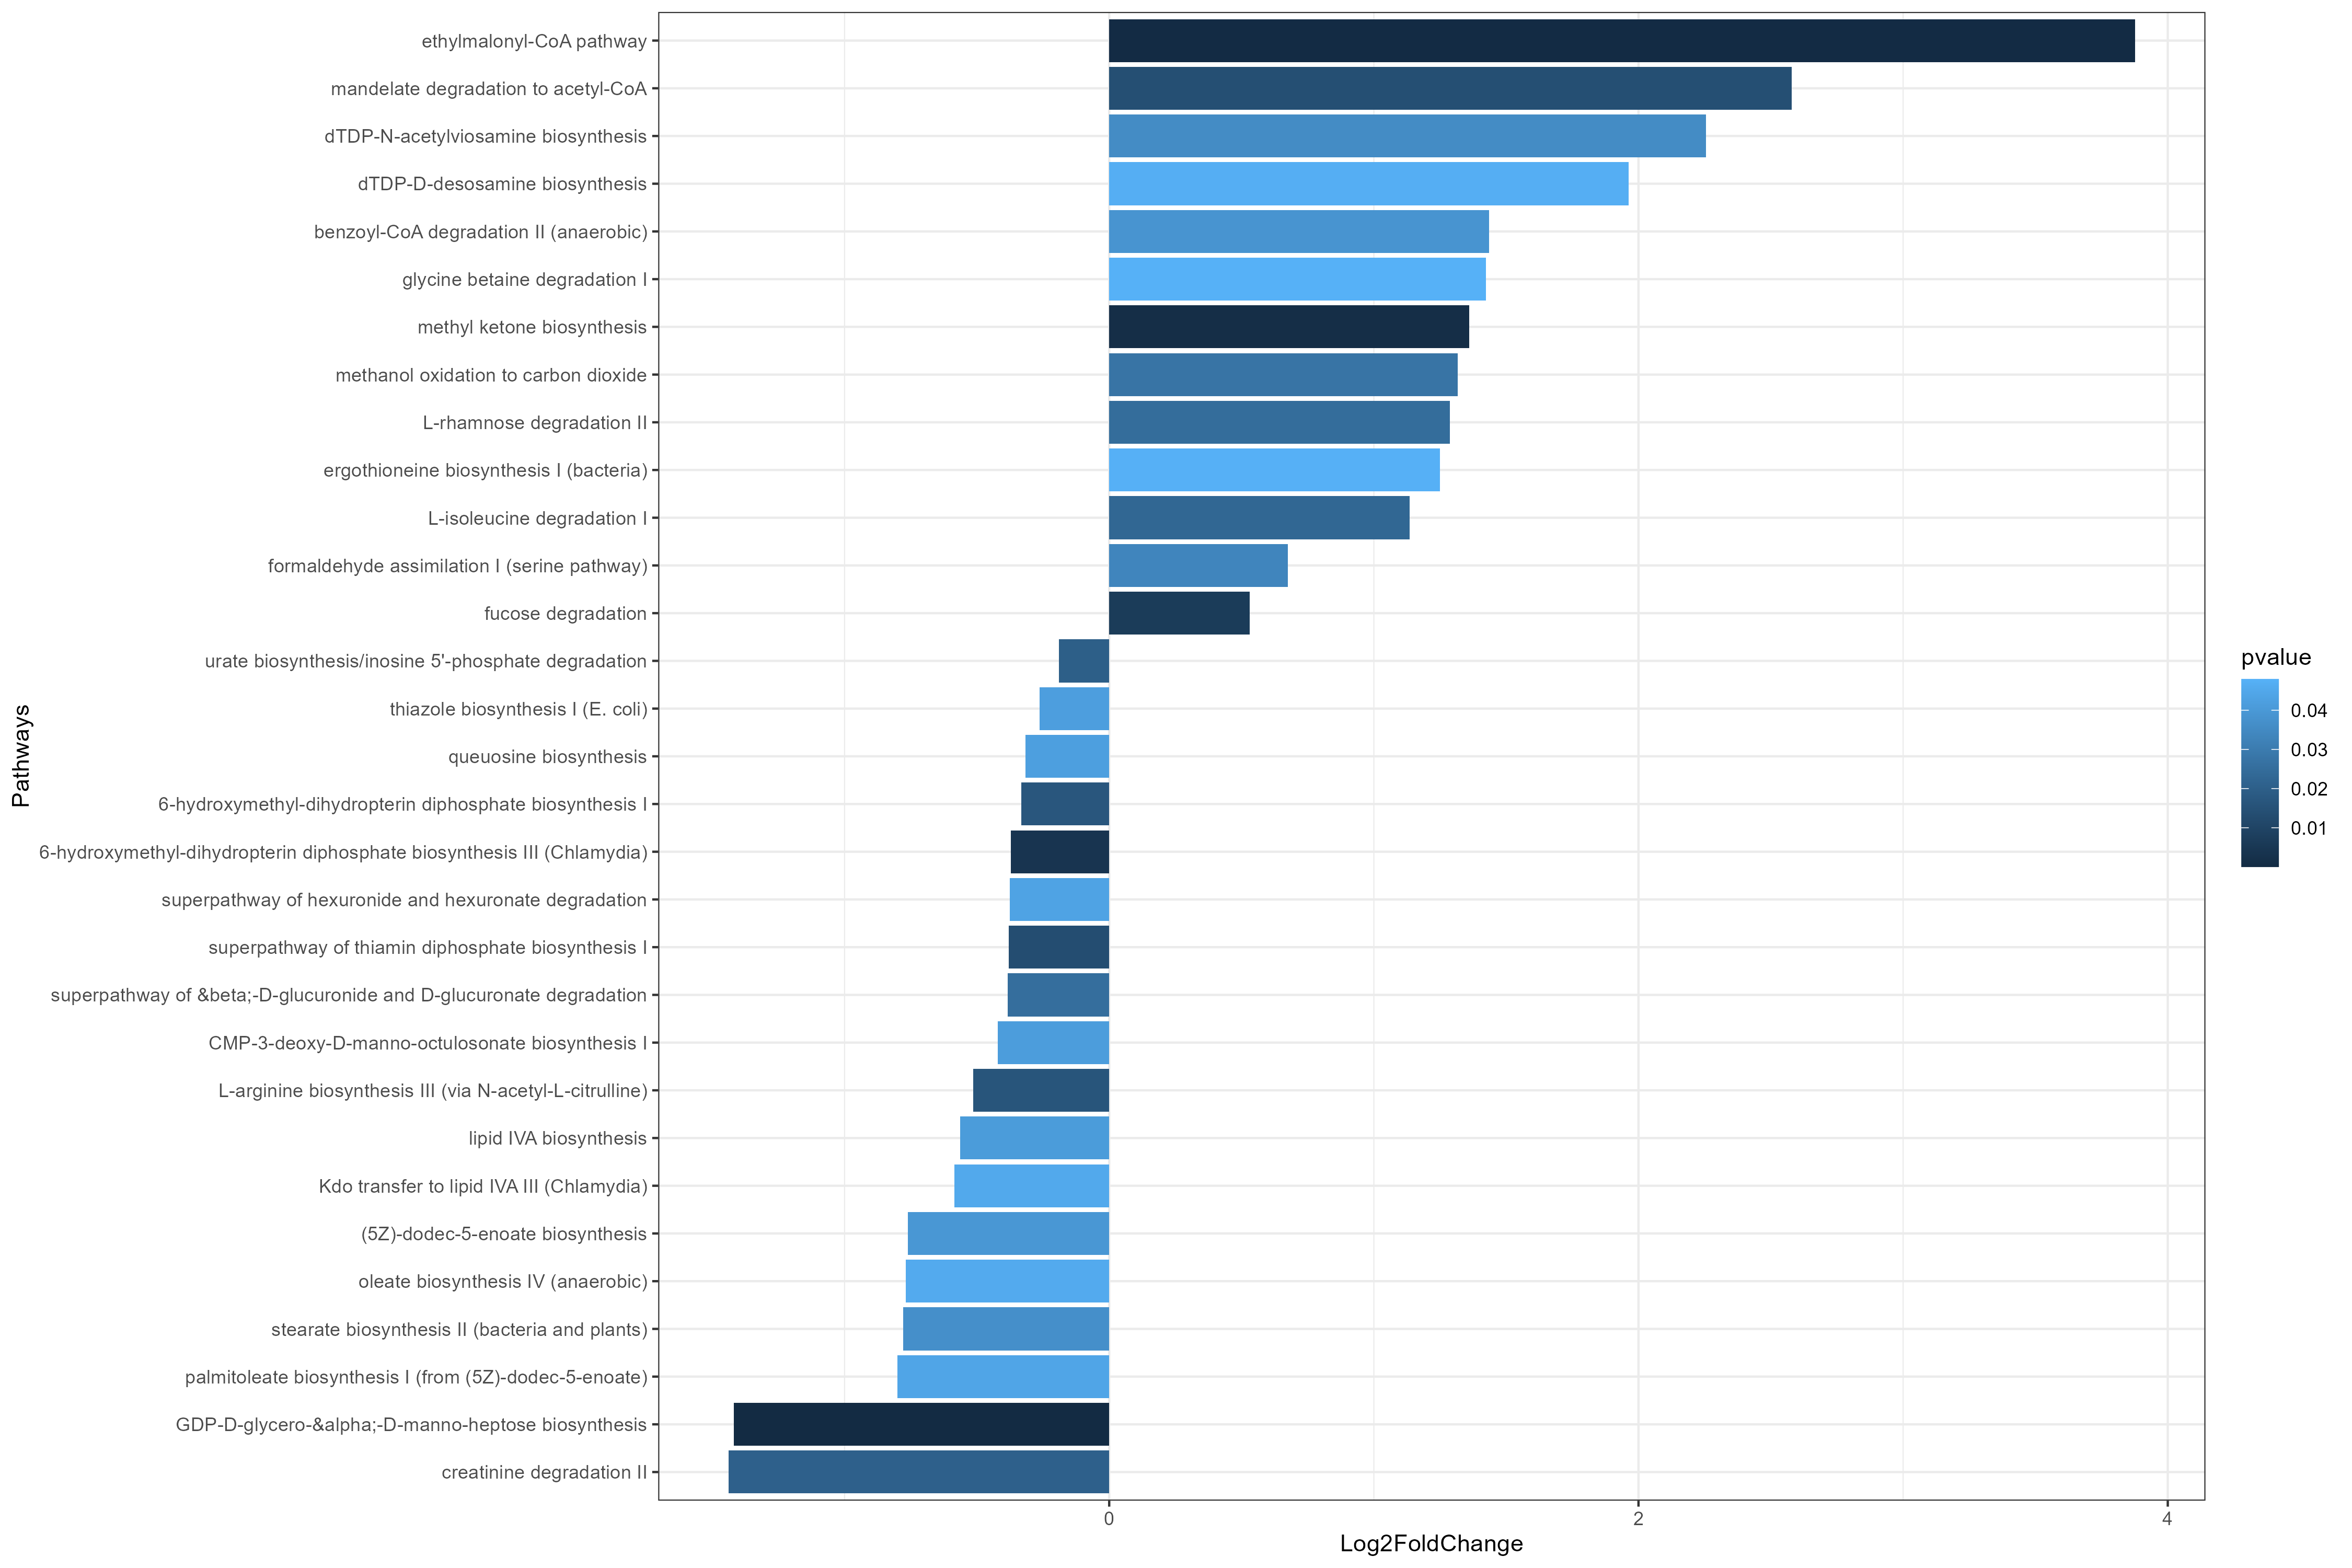 ethylmalonyl-CoA pathway
mandelate degradation to acetyl-CoA
dTDP-N-acetylviosamine biosynthesis
dTDP-D-desosamine biosynthesis
benzoyl-CoA degradation II (anaerobic)
glycine betaine degradation I
methyl ketone biosynthesis
methanol oxidation to carbon dioxide
L-rhamnose degradation II
ergothioneine biosynthesis I (bacteria)
L-isoleucine degradation I
formaldehyde assimilation I (serine pathway)
fucose degradation
urate biosynthesis/inosine 5'-phosphate degradation
thiazole biosynthesis I (E. coli)
queuosine biosynthesis
6-hydroxymethyl-dihydropterin diphosphate biosynthesis I
6-hydroxymethyl-dihydropterin diphosphate biosynthesis III (Chlamydia)
superpathway of hexuronide and hexuronate degradation
superpathway of thiamin diphosphate biosynthesis I
superpathway of &beta;-D-glucuronide and D-glucuronate degradation
CMP-3-deoxy-D-manno-octulosonate biosynthesis I
L-arginine biosynthesis III (via N-acetyl-L-citrulline)
lipid IVA biosynthesis
Kdo transfer to lipid IVA III (Chlamydia)
(5Z)-dodec-5-enoate biosynthesis
oleate biosynthesis IV (anaerobic)
stearate biosynthesis II (bacteria and plants)
palmitoleate biosynthesis I (from (5Z)-dodec-5-enoate)
GDP-D-glycero-&alpha;-D-manno-heptose biosynthesis
creatinine degradation II
Pathways
0 2 4
Log2FoldChange
pvalue
0.04
0.03
0.02
0.01